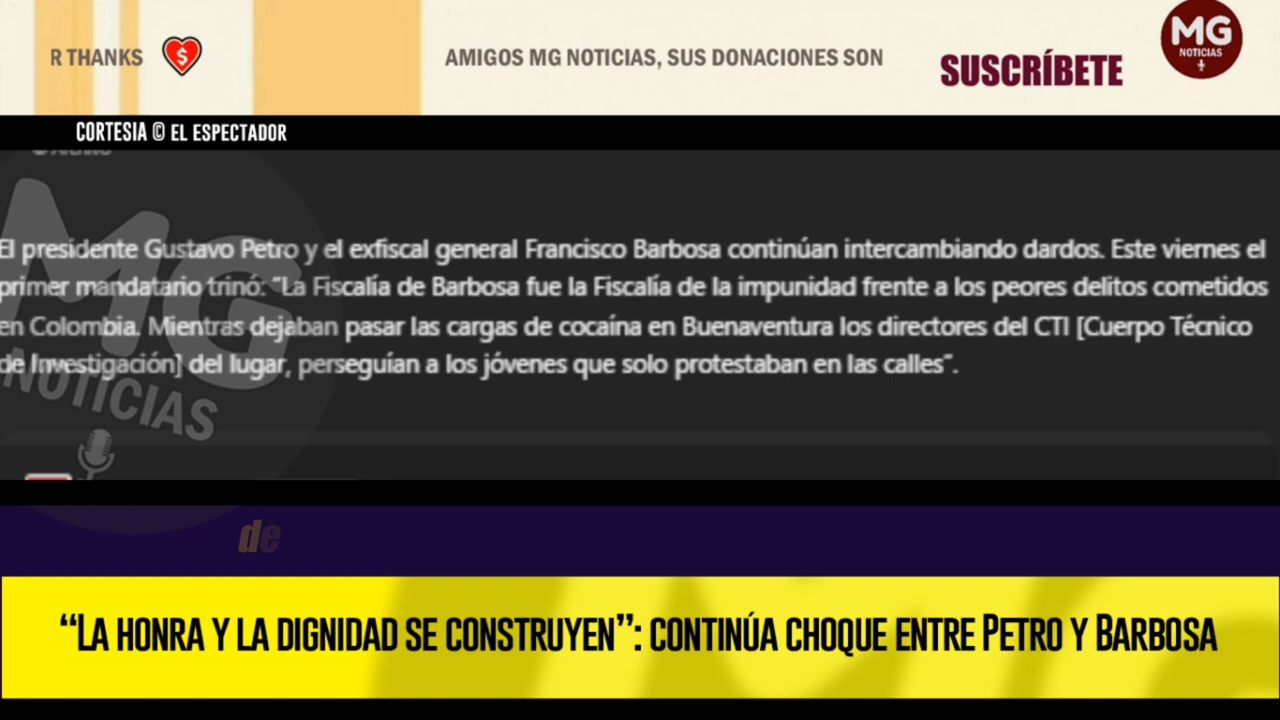 R THANKS
AMIGOS MG NOTICIAS, SUS DONACIONES SON
SUSCRÍBETE
MG
NOTICIAS
CORTESIA © EL ESPECTADOR
El presidente Gustavo Petro y el exfiscal general Francisco Barbosa continúan intercambiando dardos. Este viernes el
primer mandatario trinó: “La Fiscalía de Barbosa fue la Fiscalía de la impunidad frente a los peores delitos cometidos
en Colombia. Mientras dejaban pasar las cargas de cocaína en Buenaventura los directores del CTI [Cuerpo Técnico
de Investigación] del lugar, perseguían a los jóvenes que solo protestaban en las calles”.
MG
NOTICIAS
de
“LA HONRA Y LA DIGNIDAD SE CONSTRUYEN”: CONTINÚA CHOQUE ENTRE PETRO Y BARBOSA